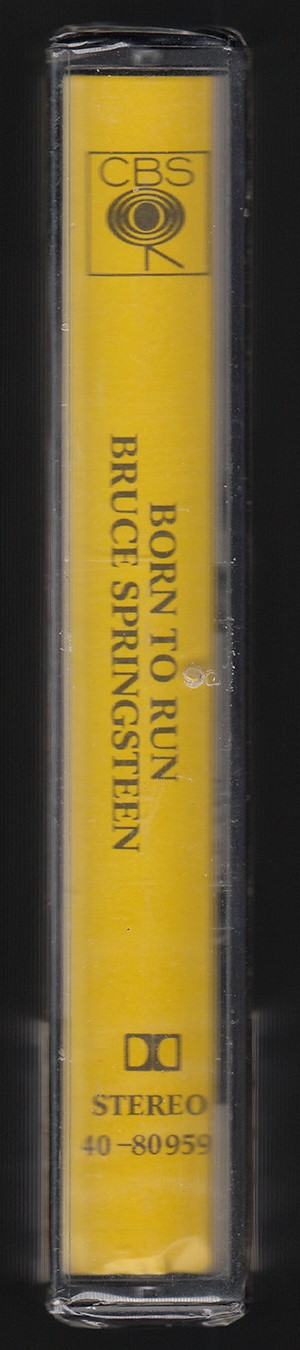 CBS
BORN TO RUN
BRUCE SPRINGSTEEN
STEREO
40-80959